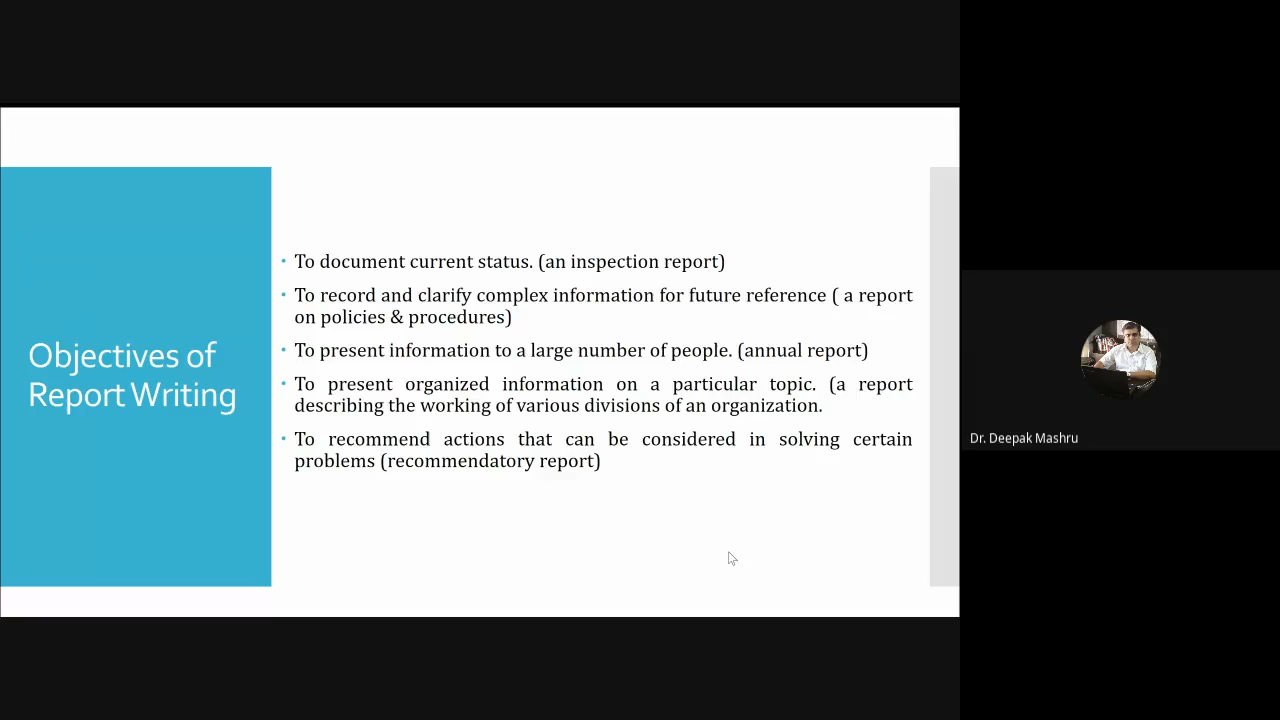 Objectives of
Report Writing
• To document current status. (an inspection report)
• To record and clarify complex information for future reference ( a report
on policies & procedures)
• To present information to a large number of people. (annual report)
• To present organized information on a particular topic. (a report
describing the working of various divisions of an organization.
• To recommend actions that can be considered in solving certain
problems (recommendatory report)
Dr. Deepak Mashru